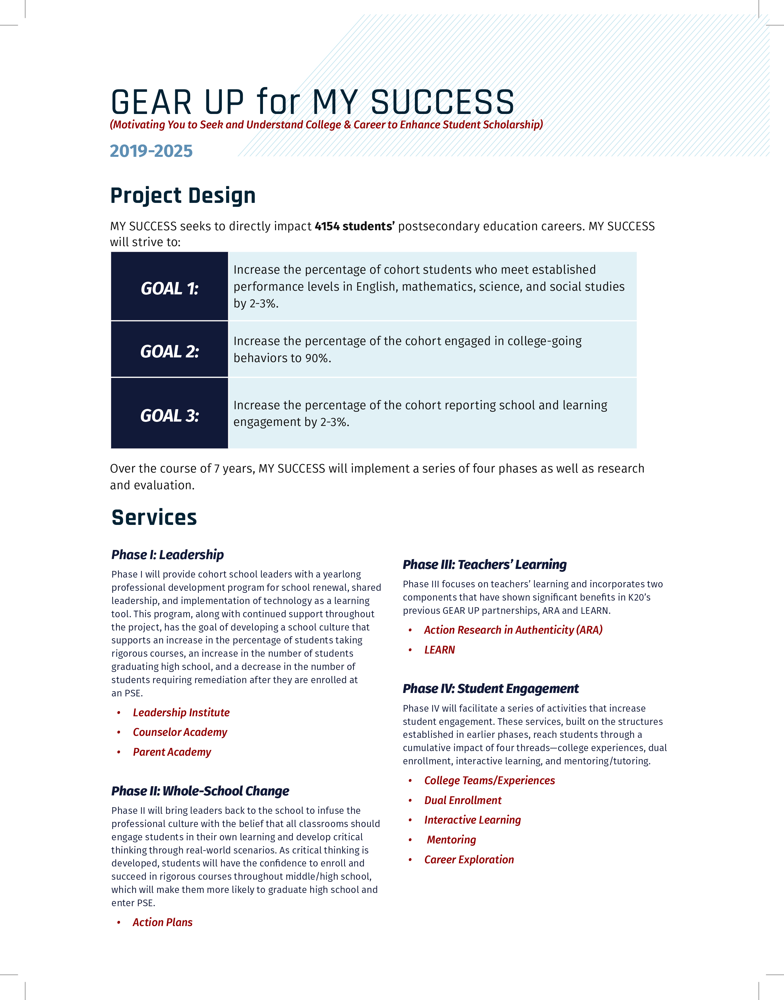 GEAR UP for MY SUCCESS
(Motivating You to Seek and Understand College & Career to Enhance Student Scholarship)
2019-2025
Project Design
MY SUCCESS seeks to directly impact 4154 students’ postsecondary education careers. MY SUCCESS
will strive to:
GOAL 1:
Increase the percentage of cohort students who meet established
performance levels in English, mathematics, science, and social studies
by 2-3%.
GOAL 2:
Increase the percentage of the cohort engaged in college-going
behaviors to 90%.
GOAL 3:
Increase the percentage of the cohort reporting school and learning
engagement by 2-3%.
Over the course of 7 years, MY SUCCESS will implement a series of four phases as well as research
and evaluation.
Services
Phase I: Leadership
Phase I will provide cohort school leaders with a yearlong
professional development program for school renewal, shared
leadership, and implementation of technology as a learning
tool. This program, along with continued support throughout
the project, has the goal of developing a school culture that
supports an increase in the percentage of students taking
rigorous courses, an increase in the number of students
graduating high school, and a decrease in the number of
students requiring remediation after they are enrolled at
an PSE.
• Leadership Institute
• Counselor Academy
• Parent Academy
Phase II: Whole-School Change
Phase II will bring leaders back to the school to infuse the
professional culture with the belief that all classrooms should
engage students in their own learning and develop critical
thinking through real-world scenarios. As critical thinking is
developed, students will have the confidence to enroll and
succeed in rigorous courses throughout middle/high school,
which will make them more likely to graduate high school and
enter PSE.
• Action Plans
Phase III: Teachers’ Learning
Phase III focuses on teachers’ learning and incorporates two
components that have shown significant benefits in K20’s
previous GEAR UP partnerships, ARA and LEARN.
• Action Research in Authenticity (ARA)
• LEARN
Phase IV: Student Engagement
Phase IV will facilitate a series of activities that increase
student engagement. These services, built on the structures
established in earlier phases, reach students through a
cumulative impact of four threads—college experiences, dual
enrollment, interactive learning, and mentoring/tutoring.
• College Teams/Experiences
• Dual Enrollment
• Interactive Learning
• Mentoring
• Career Exploration